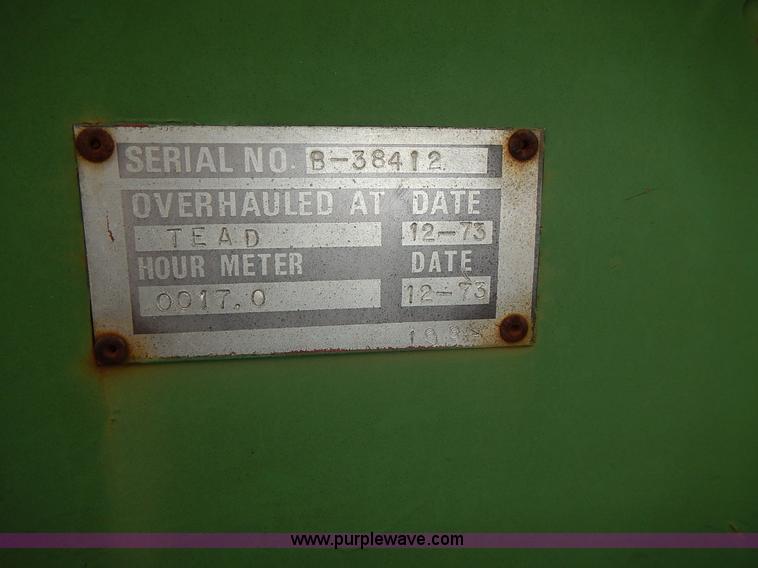 SERIAL NO. B-38412
OVERHAULED AT DATE
TEAD 12-73
HOUR METER DATE
0017.0 12-73
www.purplewave.com